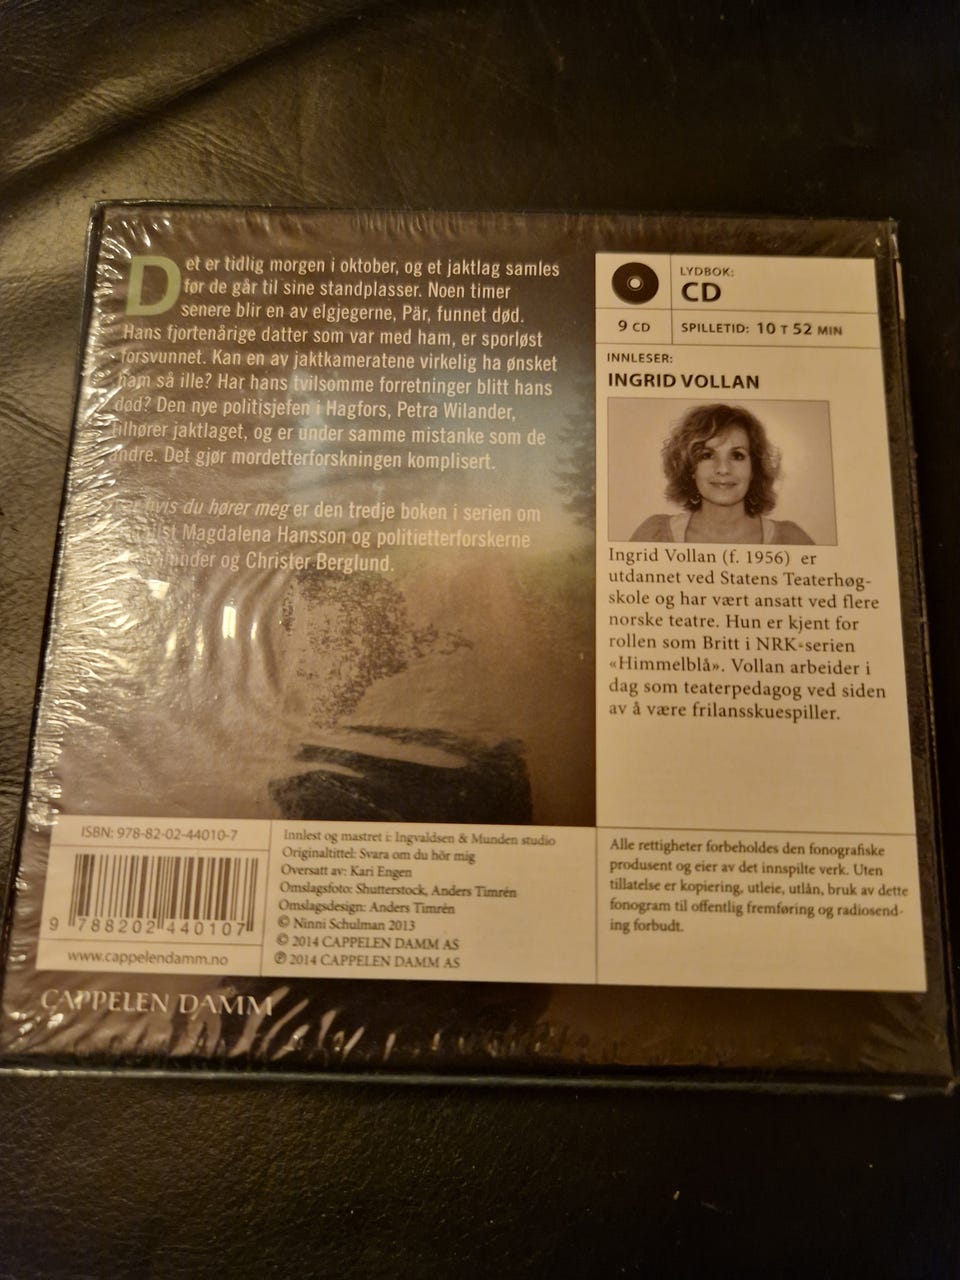 Det er tidlig morgen i oktober, og et jaktlag samles
før de går til sine standplasser. Noen timer
senere blir en av elgjegerne, Pär, funnet død.
Hans fjortenårige datter som var med ham, er sporløst
forsvunnet. Kan en av jaktkameratene virkelig ha ønsket
ham så ille? Har hans tvilsomme forretninger blitt hans
død? Den nye politisjefen i Hagfors, Petra Wilander,
tilhører jaktlaget, og er under samme mistanke som de
andre. Det gjør mordetterforskningen komplisert.
hvis du hører meg er den tredje boken i serien om
Magdalena Hansson og politietterforskerne
og Christer Berglund.
LYDBOK:
CD
9 CD
SPILLETID: 10 T 52 MIN
INNLESER:
INGRID VOLLAN
Ingrid Vollan (f. 1956) er
utdannet ved Statens Teaterhøg-
skole og har vært ansatt ved flere
norske teatre. Hun er kjent for
rollen som Britt i NRK-serien
«Himmelblå». Vollan arbeider i
dag som teaterpedagog ved siden
av å være frilansskuespiller.
ISBN: 978-82-02-44010-7
9 788202 440107
www.cappelendamm.no
Innlest og mastret i: Ingvaldsen & Munden studio
Originaltittel: Svara om du hör mig
Oversatt av: Kari Engen
Omslagsfoto: Shutterstock, Anders Timrén
Omslagsdesign: Anders Timrén
© Ninni Schulman 2013
© 2014 CAPPELEN DAMM AS
℗ 2014 CAPPELEN DAMM AS
Alle rettigheter forbeholdes den fonografiske
produsent og eier av det innspilte verk. Uten
tillatelse er kopiering, utleie, utlån, bruk av dette
fonogram til offentlig fremføring og radiosend-
ing forbudt.
CAPPELEN DAMM